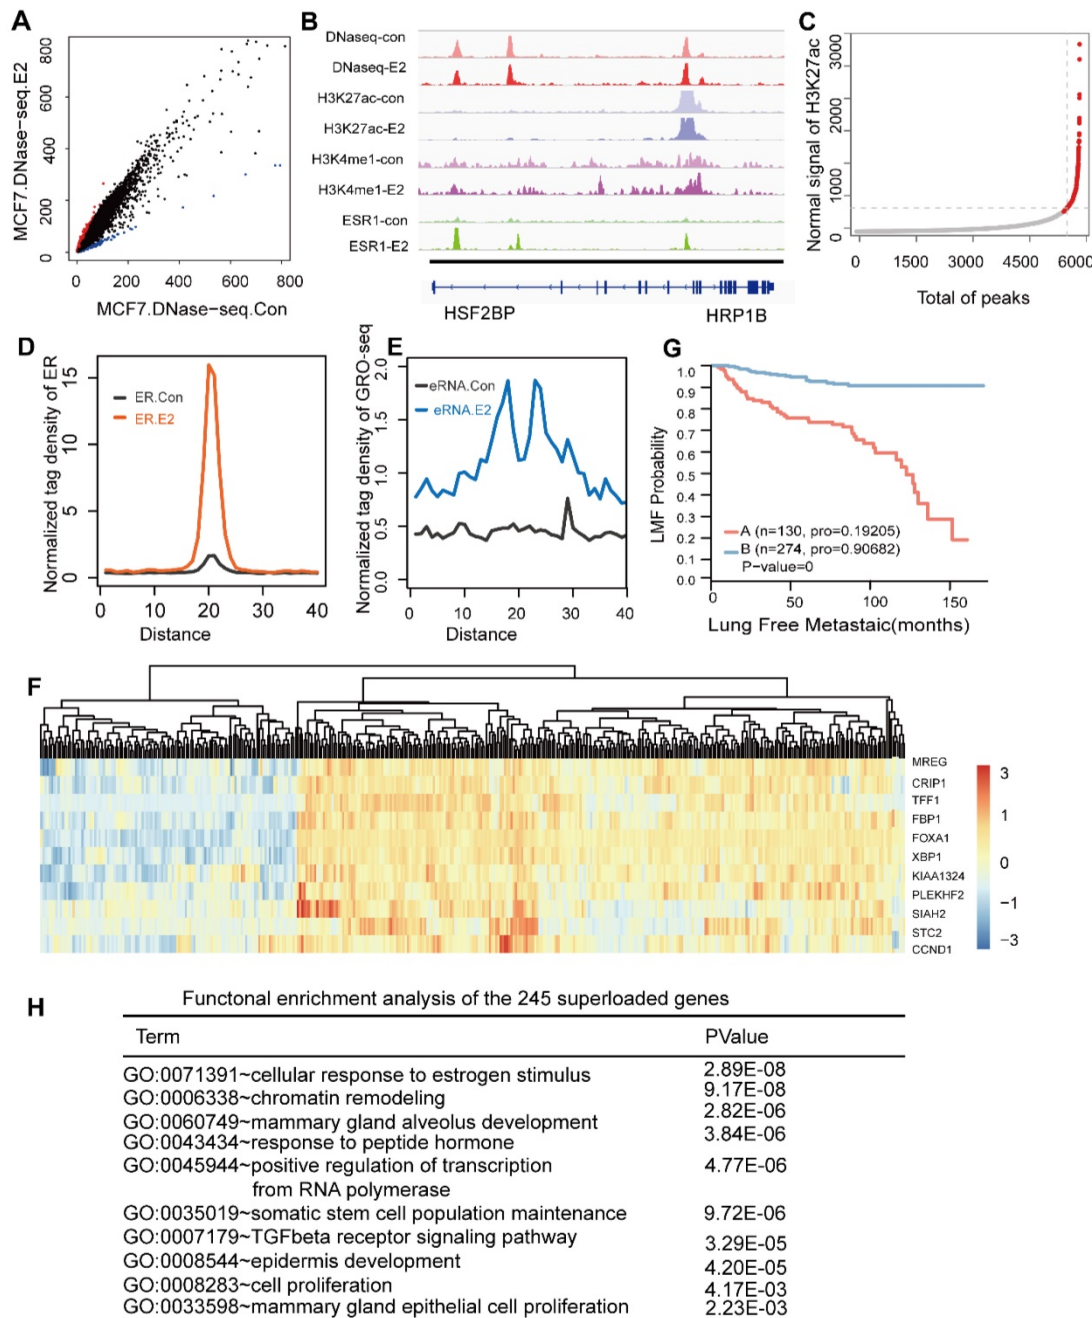 A
MCF7.DNase-seq.E2
800
600
400
200
0
0 200 400 600 800
MCF7.DNase-seq.Con
B
DNaseq-con
DNaseq-E2
H3K27ac-con
H3K27ac-E2
H3K4me1-con
H3K4me1-E2
ESR1-con
ESR1-E2
HSF2BP HRP1B
C
Normal signal of H3K27ac
3000
2000
1000
0
0 1500 3000 4500 6000
Total of peaks
D
Normalized tag density of ER
15
10
5
0
ER.Con
ER.E2
0 10 20 30 40
Distance
E
Normalized tag density of GRO-seq
2.0
1.5
1.0
0.5
0.0
eRNA.Con
eRNA.E2
0 10 20 30 40
Distance
G
LMF Probability
1.0
0.9
0.8
0.7
0.6
0.5
0.4
0.3
0.2
0.1
0.0
A (n=130, pro=0.19205)
B (n=274, pro=0.90682)
P-value=0
0 50 100 150
Lung Free Metastaic(months)
F
MREG
CRIP1
TFF1
FBP1
FOXA1
XBP1
KIAA1324
PLEKHF2
SIAH2
STC2
CCND1
3
1
0
-1
-3
H
Functonal enrichment analysis of the 245 superloaded genes
Term PValue
GO:0071391~cellular response to estrogen stimulus 2.89E-08
GO:0006338~chromatin remodeling 9.17E-08
GO:0060749~mammary gland alveolus development 2.82E-06
GO:0043434~response to peptide hormone 3.84E-06
GO:0045944~positive regulation of transcription 4.77E-06
from RNA polymerase
GO:0035019~somatic stem cell population maintenance 9.72E-06
GO:0007179~TGFbeta receptor signaling pathway 3.29E-05
GO:0008544~epidermis development 4.20E-05
GO:0008283~cell proliferation 4.17E-03
GO:0033598~mammary gland epithelial cell proliferation 2.23E-03